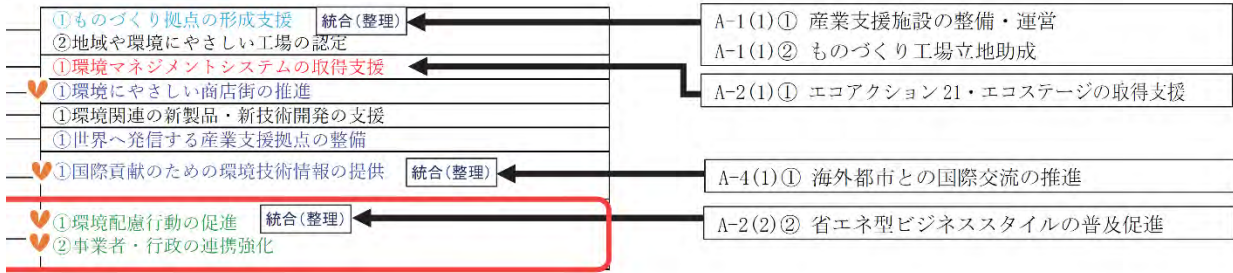 ①ものづくり拠点の形成支援 統合(整理)
②地域や環境にやさしい工場の認定
①環境マネジメントシステムの取得支援
①環境にやさしい商店街の推進
①環境関連の新製品・新技術開発の支援
①世界へ発信する産業支援拠点の整備
①国際貢献のための環境技術情報の提供 統合(整理)
①環境配慮行動の促進 統合(整理)
②事業者・行政の連携強化
A-1(1)① 産業支援施設の整備・運営
A-1(1)② ものづくり工場立地助成
A-2(1)① エコアクション21・エコステージの取得支援
A-4(1)① 海外都市との国際交流の推進
A-2(2)② 省エネ型ビジネススタイルの普及促進